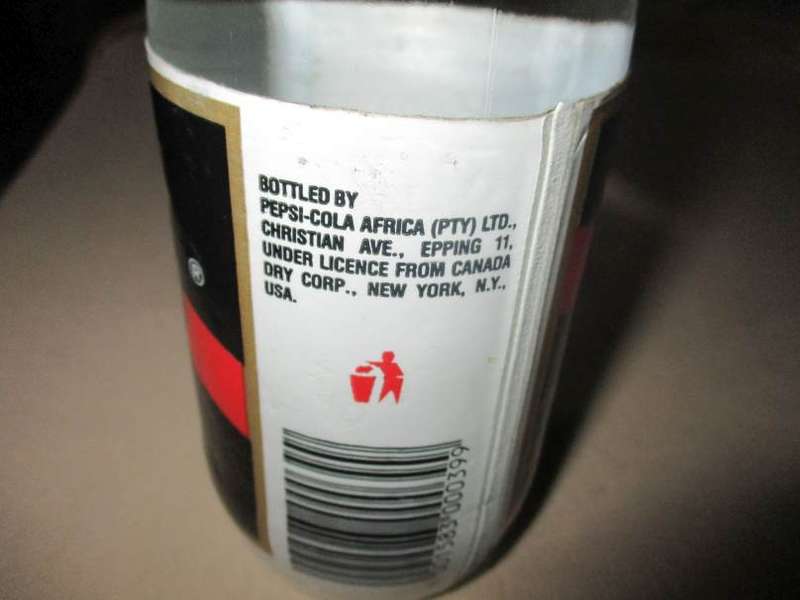 BOTTLED BY
PEPSI-COLA AFRICA (PTY) LTD.,
CHRISTIAN AVE., EPPING 11,
UNDER LICENCE FROM CANADA
DRY CORP., NEW YORK, N.Y.,
USA.
®